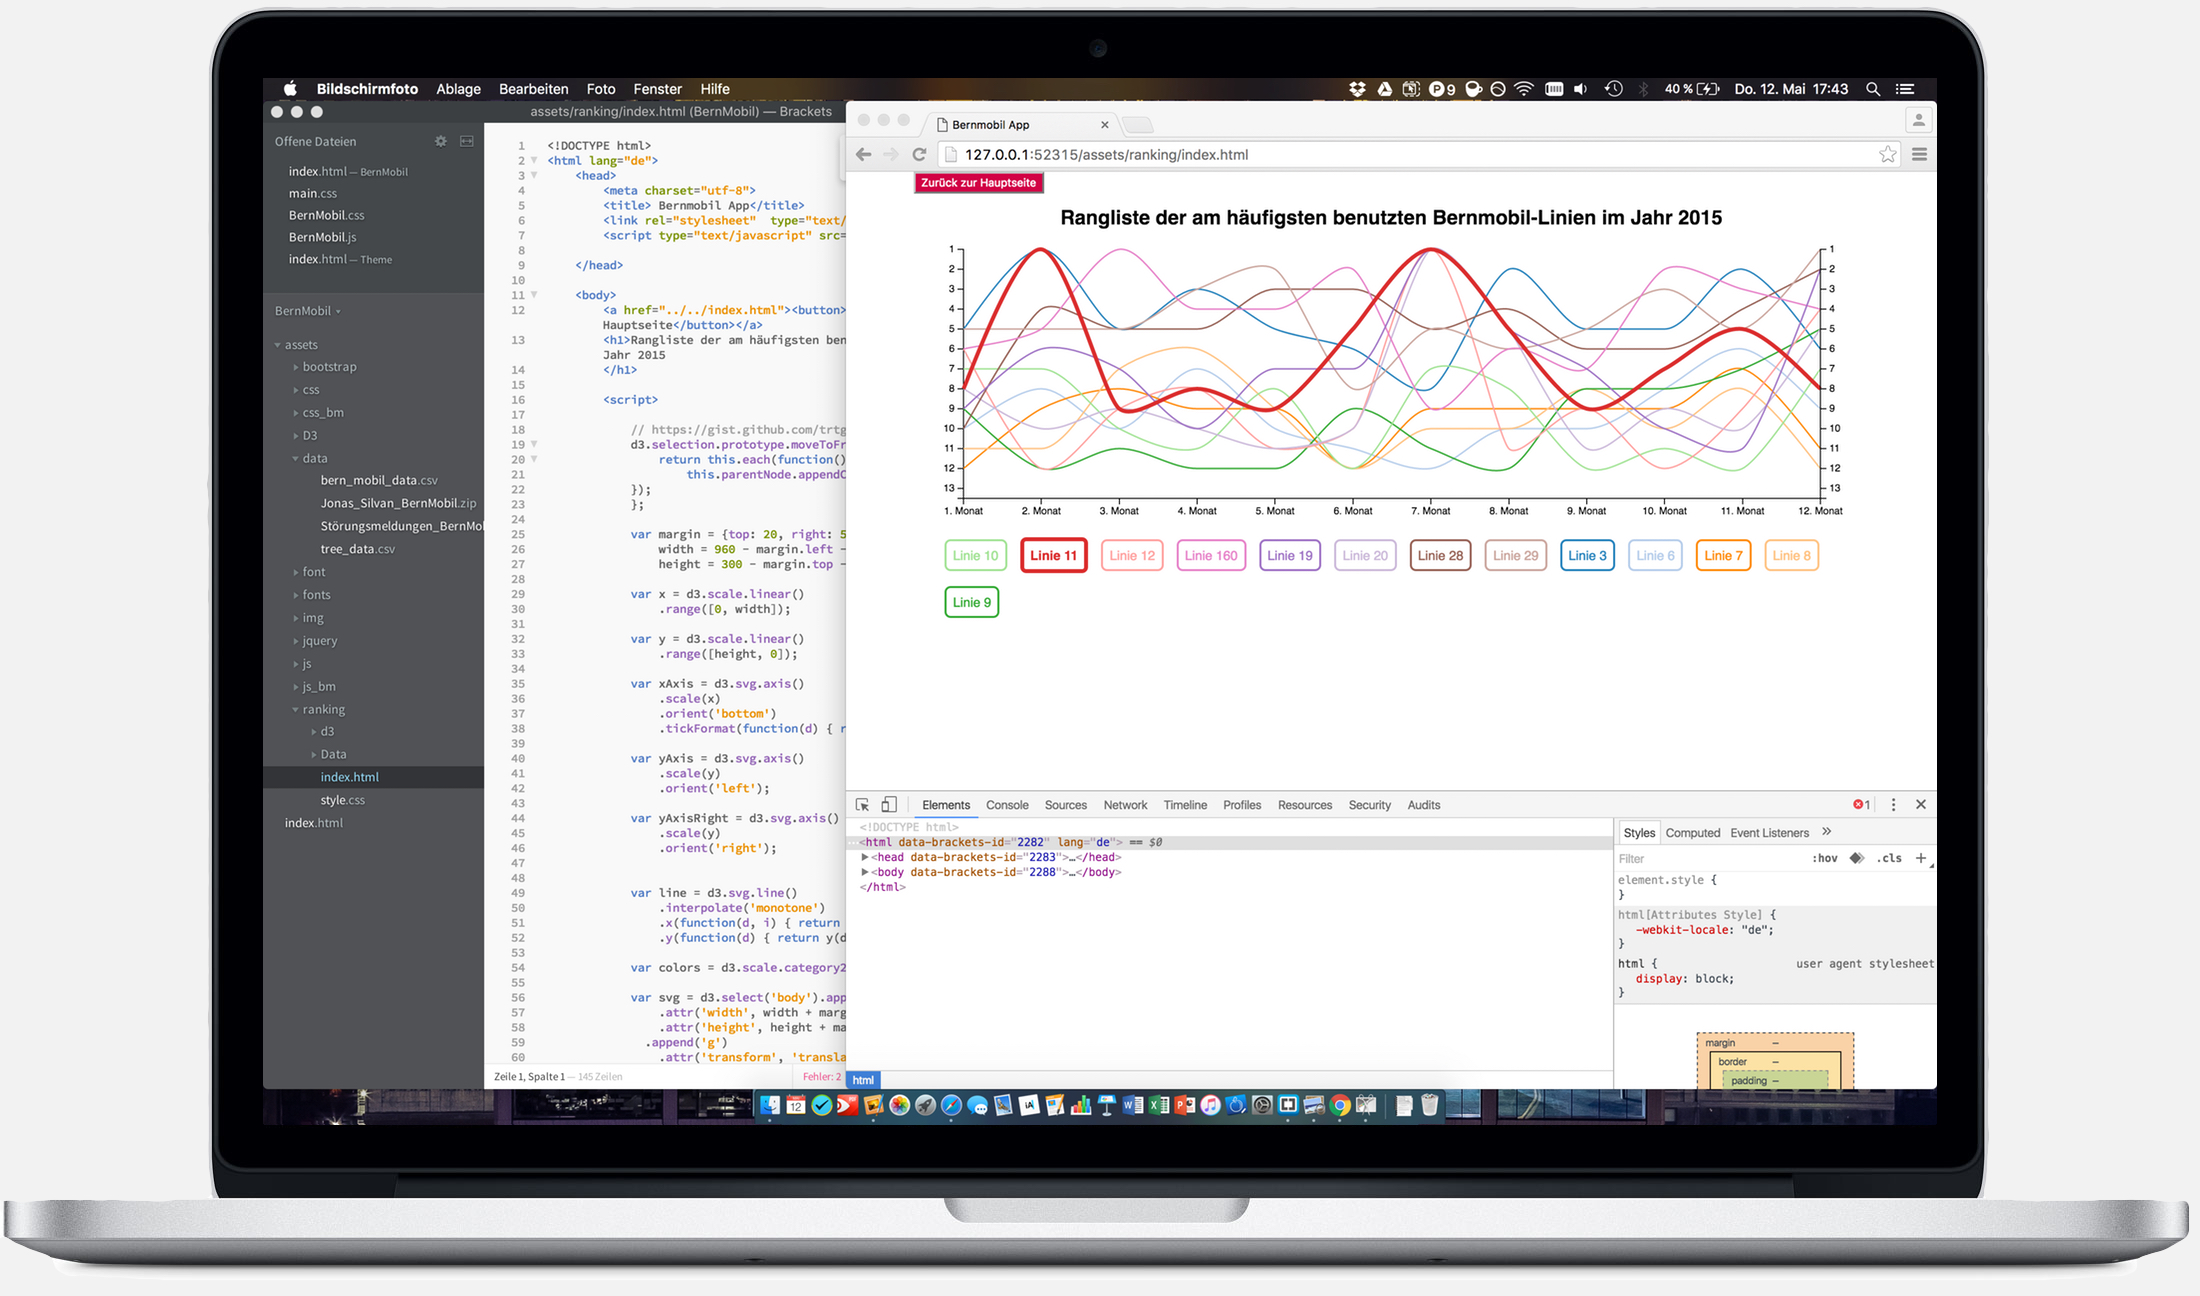 Bildschirmfoto Ablage Bearbeiten Foto Fenster Hilfe
9 40 % Do. 12. Mai 17:43
assets/ranking/index.html (BernMobil) — Brackets
Offene Dateien
index.html — BernMobil
main.css
BernMobil.css
BernMobil.js
index.html — Theme
BernMobil
assets
bootstrap
css
css_bm
D3
data
bern_mobil_data.csv
Jonas_Silvan_BernMobil.zip
Störungsmeldungen_BernMo
tree_data.csv
font
fonts
img
jquery
js
js_bm
ranking
d3
Data
index.html
style.css
index.html
1 <!DOCTYPE html>
2 <html lang="de">
3 <head>
4 <meta charset="utf-8">
5 <title> Bernmobil App</title>
6 <link rel="stylesheet" type="text/
7 <script type="text/javascript" src=
8
9 </head>
10
11 <body>
12 <a href="../../index.html"><button>
Hauptseite</button></a>
13 <h1>Rangliste der am häufigsten ben
Jahr 2015
14 </h1>
15
16 <script>
17
18 // https://gist.github.com/trtg
19 d3.selection.prototype.moveToFr
20 return this.each(function()
21 this.parentNode.appendC
22 });
23 };
24
25 var margin = {top: 20, right: 5
26 width = 960 - margin.left -
27 height = 300 - margin.top -
28
29 var x = d3.scale.linear()
30 .range([0, width]);
31
32 var y = d3.scale.linear()
33 .range([height, 0]);
34
35 var xAxis = d3.svg.axis()
36 .scale(x)
37 .orient('bottom')
38 .tickFormat(function(d) { r
39
40 var yAxis = d3.svg.axis()
41 .scale(y)
42 .orient('left');
43
44 var yAxisRight = d3.svg.axis()
45 .scale(y)
46 .orient('right');
47
48
49 var line = d3.svg.line()
50 .interpolate('monotone')
51 .x(function(d, i) { return
52 .y(function(d) { return y(d
53
54 var colors = d3.scale.category2
55
56 var svg = d3.select('body').app
57 .attr('width', width + marg
58 .attr('height', height + ma
59 .append('g')
60 .attr('transform', 'transla
Zeile 1, Spalte 1 — 145 Zeilen
Fehler: 2
Bernmobil App
127.0.0.1:52315/assets/ranking/index.html
Zurück zur Hauptseite
Rangliste der am häufigsten benutzten Bernmobil-Linien im Jahr 2015
1 1
2 2
3 3
4 4
5 5
6 6
7 7
8 8
9 9
10 10
11 11
12 12
13 13
1. Monat 2. Monat 3. Monat 4. Monat 5. Monat 6. Monat 7. Monat 8. Monat 9. Monat 10. Monat 11. Monat 12. Monat
Linie 10 Linie 11 Linie 12 Linie 160 Linie 19 Linie 20 Linie 28 Linie 29 Linie 3 Linie 6 Linie 7 Linie 8
Linie 9
Elements Console Sources Network Timeline Profiles Resources Security Audits 1
<!DOCTYPE html>
<html data-brackets-id="2282" lang="de"> == $0
<head data-brackets-id="2283">…</head>
<body data-brackets-id="2288">…</body>
</html>
html
Styles Computed Event Listeners »
Filter :hov .cls +
element.style {
}
html[Attributes Style] {
-webkit-locale: "de";
}
html { user agent stylesheet
display: block;
}
margin –
border –
padding –
12